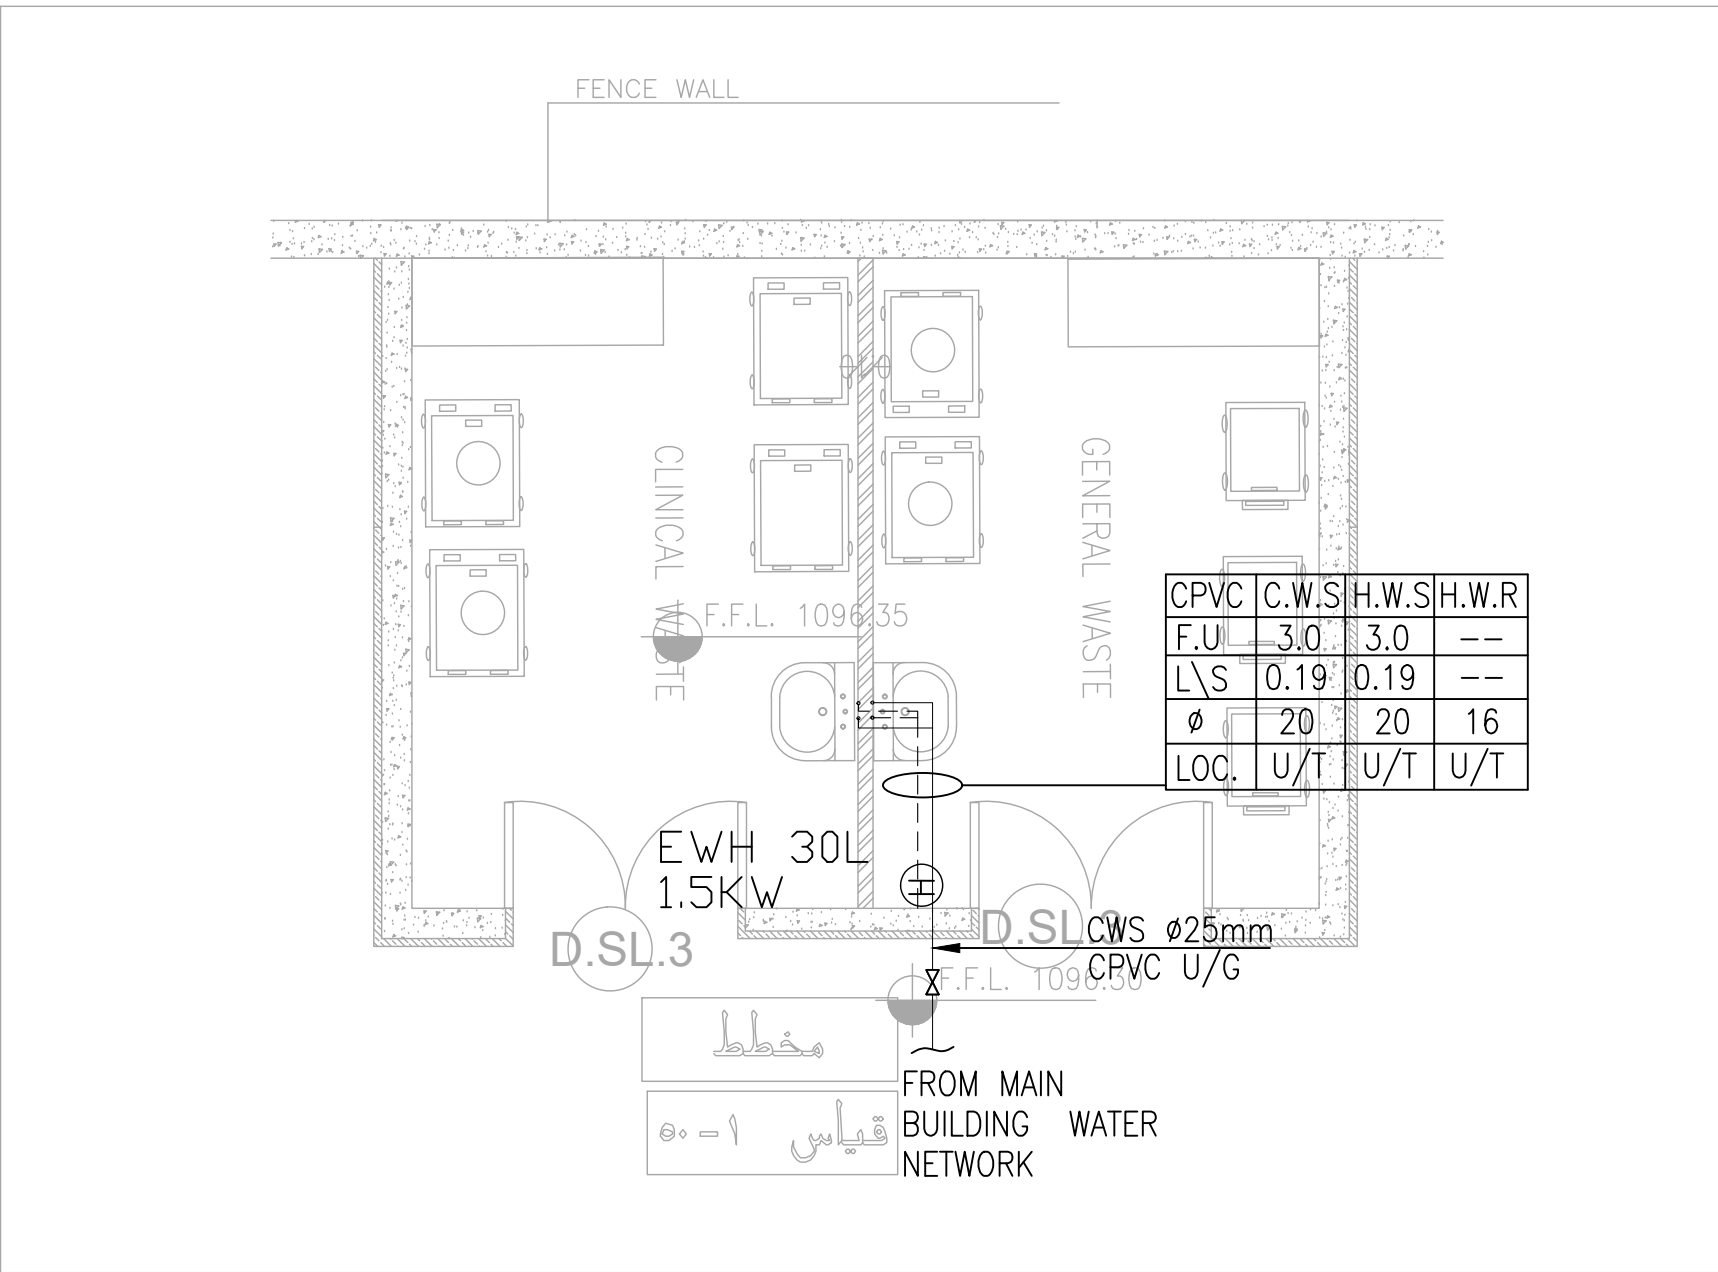 FENCE WALL
CLINICAL WASTE
GENERAL WASTE
F.F.L. 1096.35
CPVC C.W.S H.W.S H.W.R
F.U 3.0 3.0 --
L\S 0.19 0.19 --
ø 20 20 16
LOC. U/T U/T U/T
EWH 30L
1.5KW
H
D.SL.3
D.SL.3
CWS ø25mm
CPVC U/G
F.F.L. 1096.30
مخطط
قياس ١-٥٠
FROM MAIN
BUILDING WATER
NETWORK